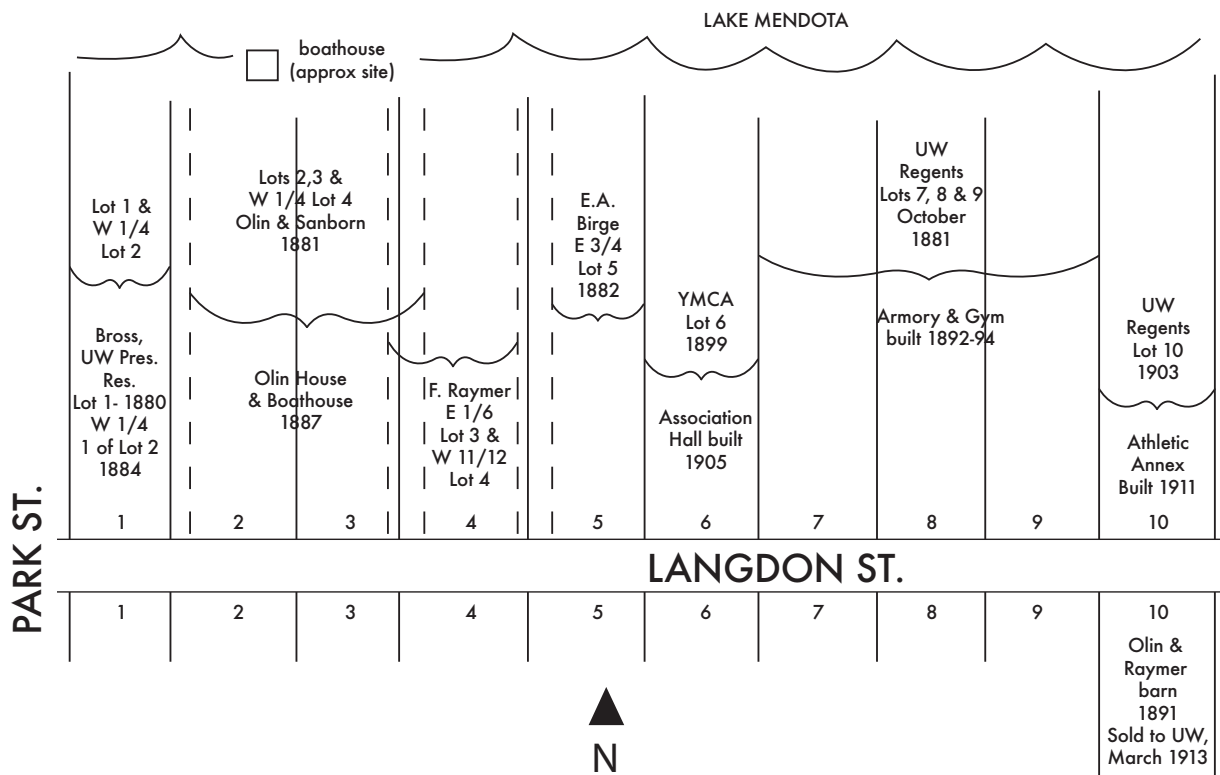 LAKE MENDOTA
boathouse
(approx site)
Lot 1 &
W 1/4
Lot 2
Lots 2,3 &
W 1/4 Lot 4
Olin & Sanborn
1881
E.A.
Birge
E 3/4
Lot 5
1882
UW
Regents
Lots 7, 8 & 9
October
1881
YMCA
Lot 6
1899
UW
Regents
Lot 10
1903
Bross,
UW Pres.
Res.
Lot 1- 1880
W 1/4
1 of Lot 2
1884
Olin House
& Boathouse
1887
F. Raymer
E 1/6
Lot 3 &
W 11/12
Lot 4
Association
Hall built
1905
Armory & Gym
built 1892-94
Athletic
Annex
Built 1911
1 2 3 4 5 6 7 8 9 10
PARK ST.
LANGDON ST.
1 2 3 4 5 6 7 8 9 10
Olin &
Raymer
barn
1891
Sold to UW,
March 1913
N